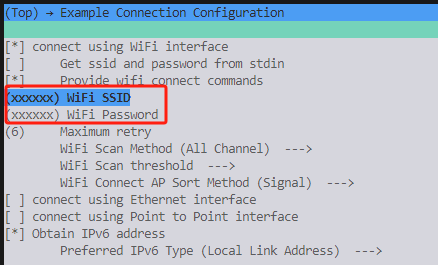 (Top) → Example Connection Configuration
[*] connect using WiFi interface
[ ]     Get ssid and password from stdin
[*]     Provide wifi connect commands
(xxxxxx) WiFi SSID
(xxxxxx) WiFi Password
(6)     Maximum retry
        WiFi Scan Method (All Channel)  --->
        WiFi Scan threshold  --->
        WiFi Connect AP Sort Method (Signal)  --->
[ ] connect using Ethernet interface
[ ] connect using Point to Point interface
[*] Obtain IPv6 address
        Preferred IPv6 Type (Local Link Address)  --->